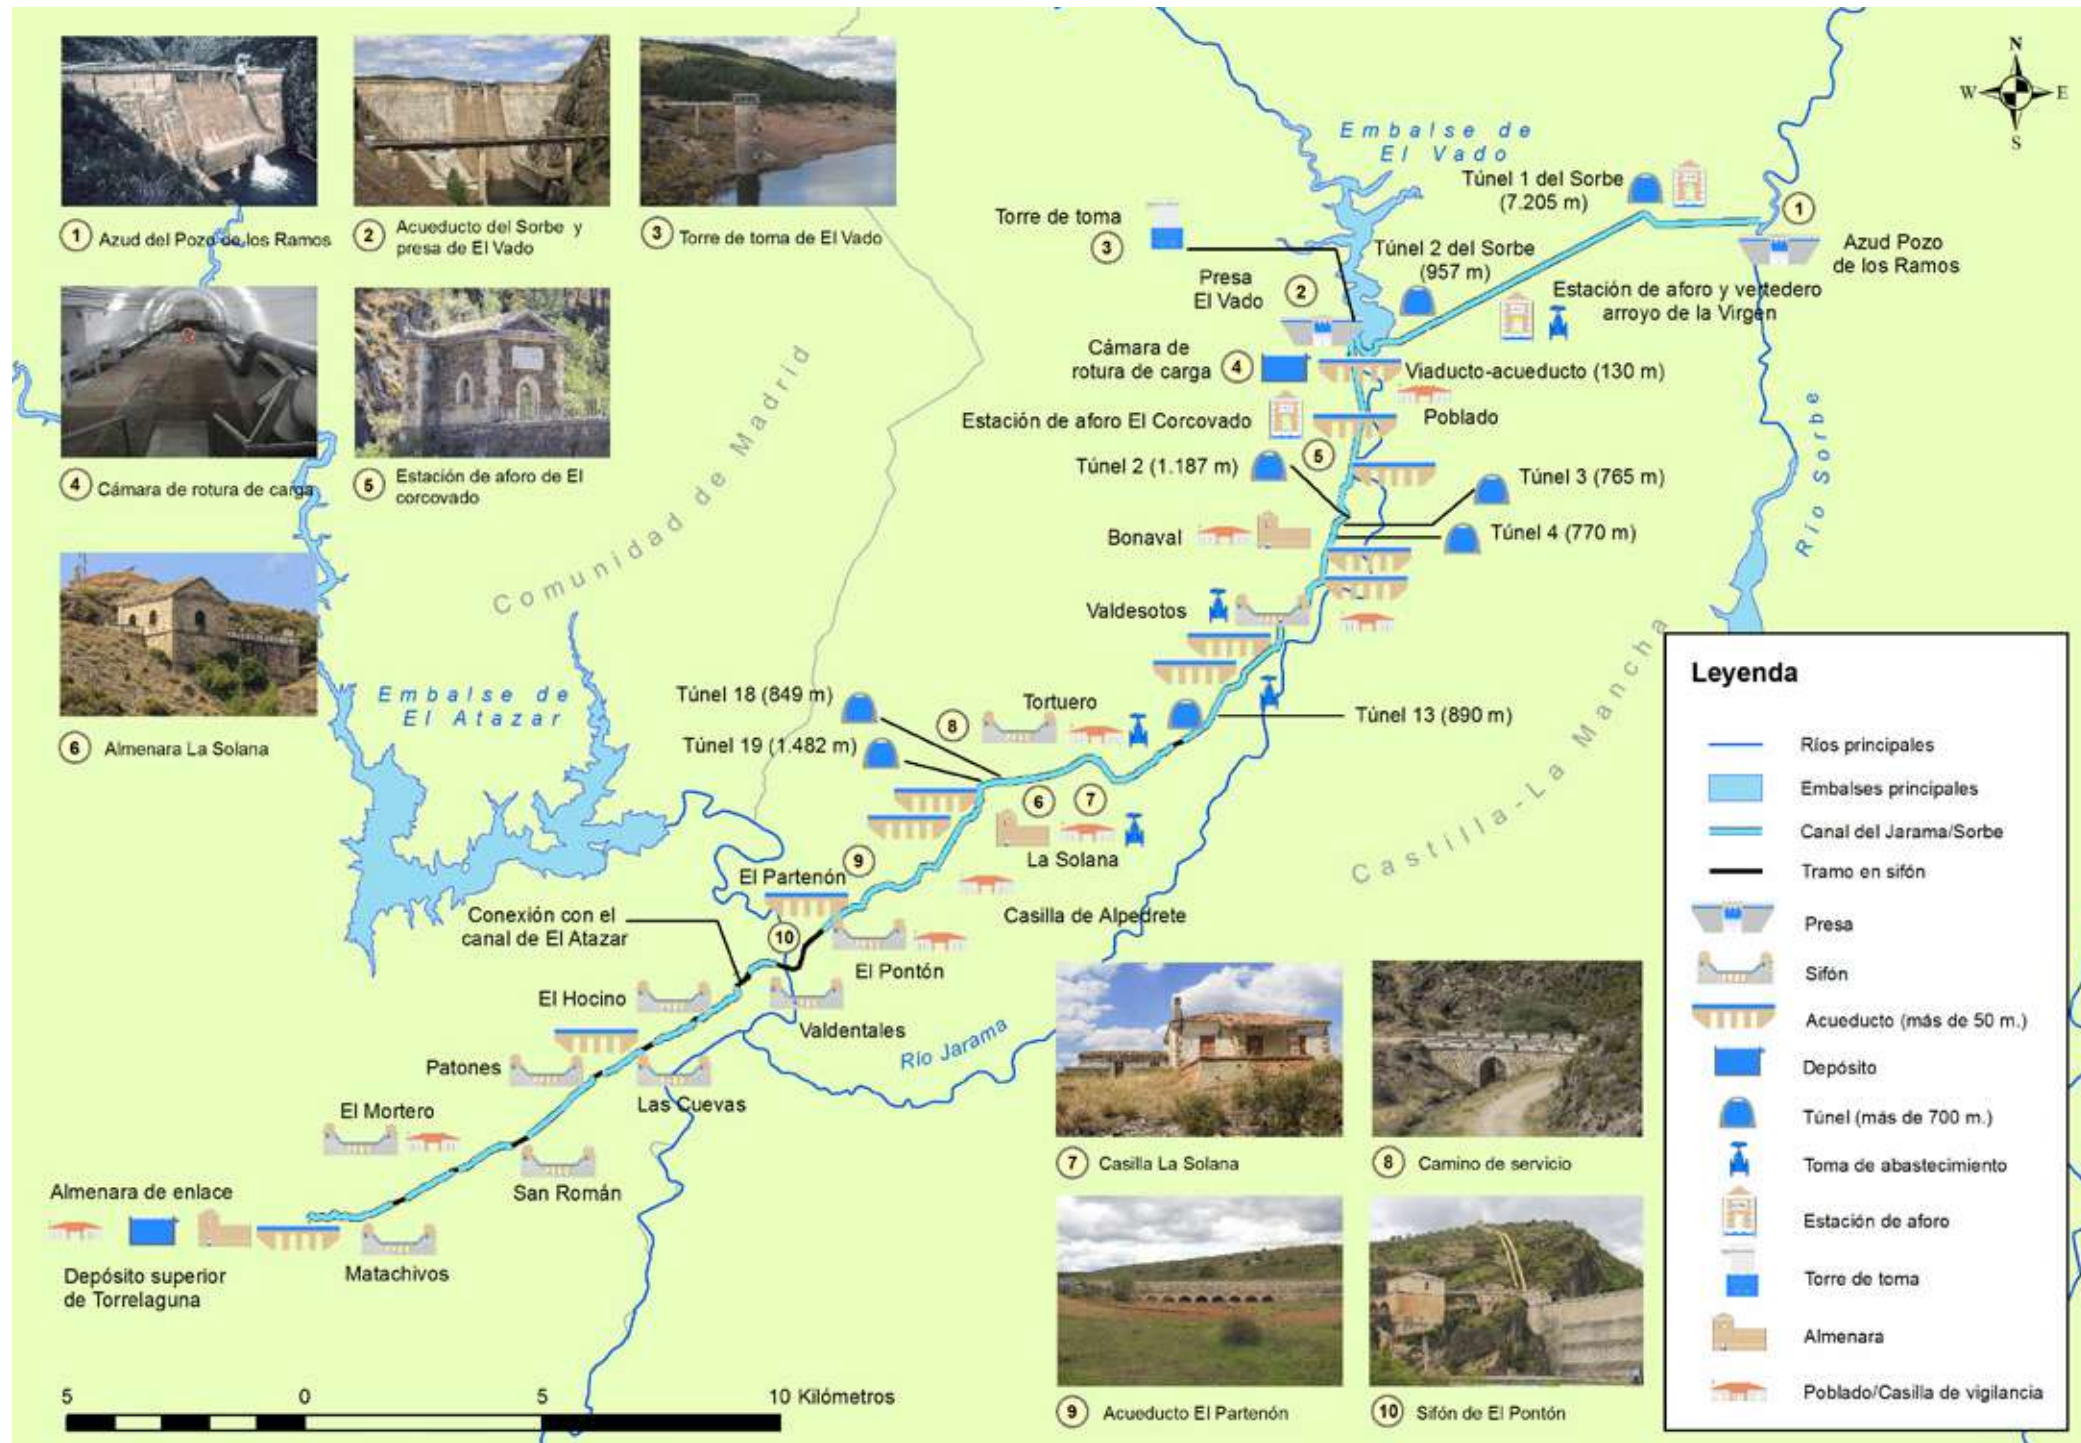 1 Azud del Pozo de los Ramos
2 Acueducto del Sorbe y
presa de El Vado
3 Torre de toma de El Vado
4 Cámara de rotura de carga
5 Estación de aforo de El
corcovado
6 Almenara La Solana
N
W E
S
Embalse de
El Vado
Túnel 1 del Sorbe
(7.205 m)
1
Azud Pozo
de los Ramos
Torre de toma
3
Túnel 2 del Sorbe
(957 m)
Presa
El Vado 2
Estación de aforo y vertedero
arroyo de la Virgen
Cámara de
rotura de carga 4
Viaducto-acueducto (130 m)
Poblado
Estación de aforo El Corcovado
5
Túnel 2 (1.187 m)
Túnel 3 (765 m)
Túnel 4 (770 m)
Río Sorbe
Bonaval
Valdesotos
Comunidad de Madrid
Castilla-La Mancha
Embalse de
El Atazar
Túnel 18 (849 m)
Túnel 19 (1.482 m)
8
Tortuero
Túnel 13 (890 m)
6
7
La Solana
9
El Partenón
Casilla de Alpedrete
Conexión con el
canal de El Atazar
10
El Pontón
El Hocino
Valdentales
Río Jarama
Patones
Las Cuevas
El Mortero
San Román
Almenara de enlace
Matachivos
Depósito superior
de Torrelaguna
5 0 5 10 Kilómetros
7 Casilla La Solana
8 Camino de servicio
9 Acueducto El Partenón
10 Sifón de El Pontón
Leyenda
Ríos principales
Embalses principales
Canal del Jarama/Sorbe
Tramo en sifón
Presa
Sifón
Acueducto (más de 50 m.)
Depósito
Túnel (más de 700 m.)
Toma de abastecimiento
Estación de aforo
Torre de toma
Almenara
Poblado/Casilla de vigilancia